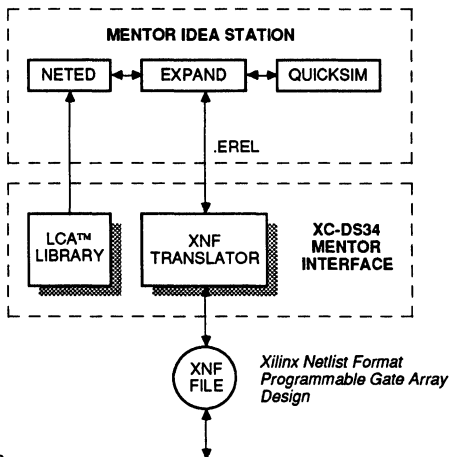 MENTOR IDEA STATION
NETED
EXPAND
QUICKSIM
.EREL
LCA™
LIBRARY
XNF
TRANSLATOR
XC-DS34
MENTOR
INTERFACE
XNF
FILE
Xilinx Netlist Format
Programmable Gate Array
Design